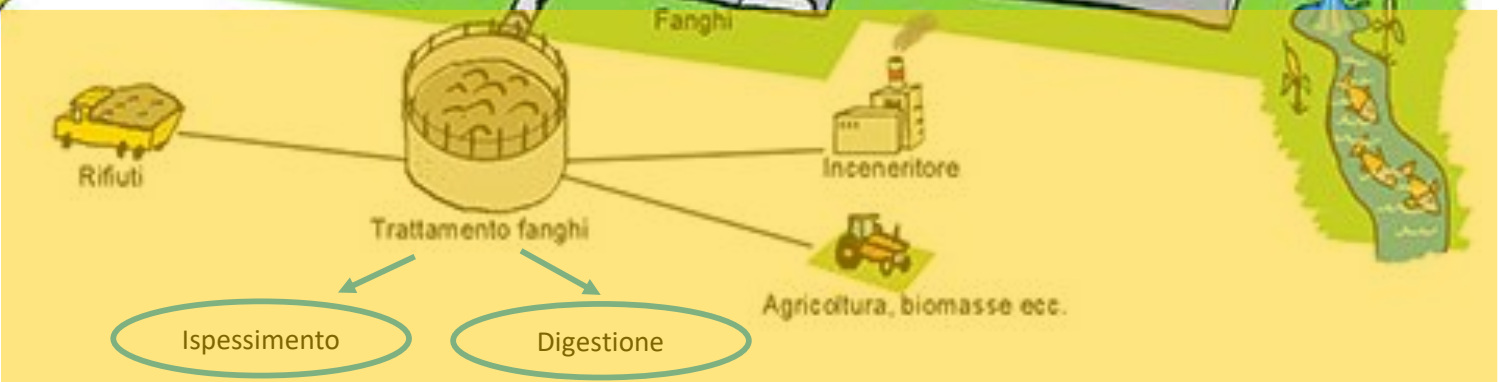 Fanghi
Rifiuti
Inceneritore
Trattamento fanghi
Agricoltura, biomasse ecc.
Ispessimento
Digestione